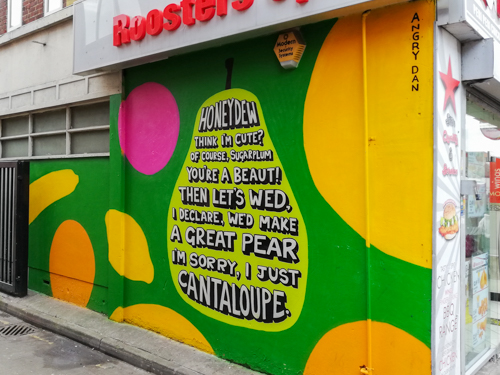 Roosters
ANGRY DAN
HONEYDEW
THINK I'M CUTE?
OF COURSE, SUGARPLUM
YOU'RE A BEAUT!
THEN LET'S WED,
I DECLARE. WE'D MAKE
A GREAT PEAR
I'M SORRY, I JUST
CANTALOUPE.